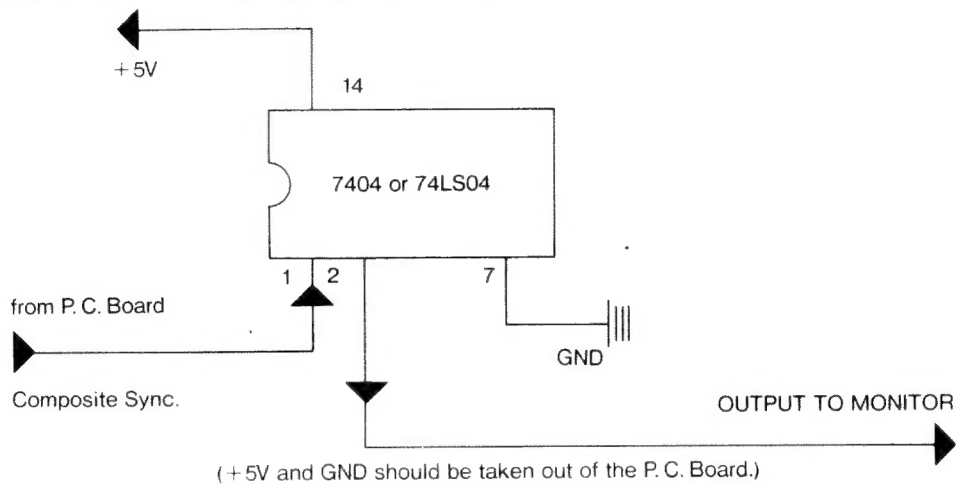 +5V
14
7404 or 74LS04
1 2 7
from P. C. Board
GND
Composite Sync.
OUTPUT TO MONITOR
(+5V and GND should be taken out of the P. C. Board.)